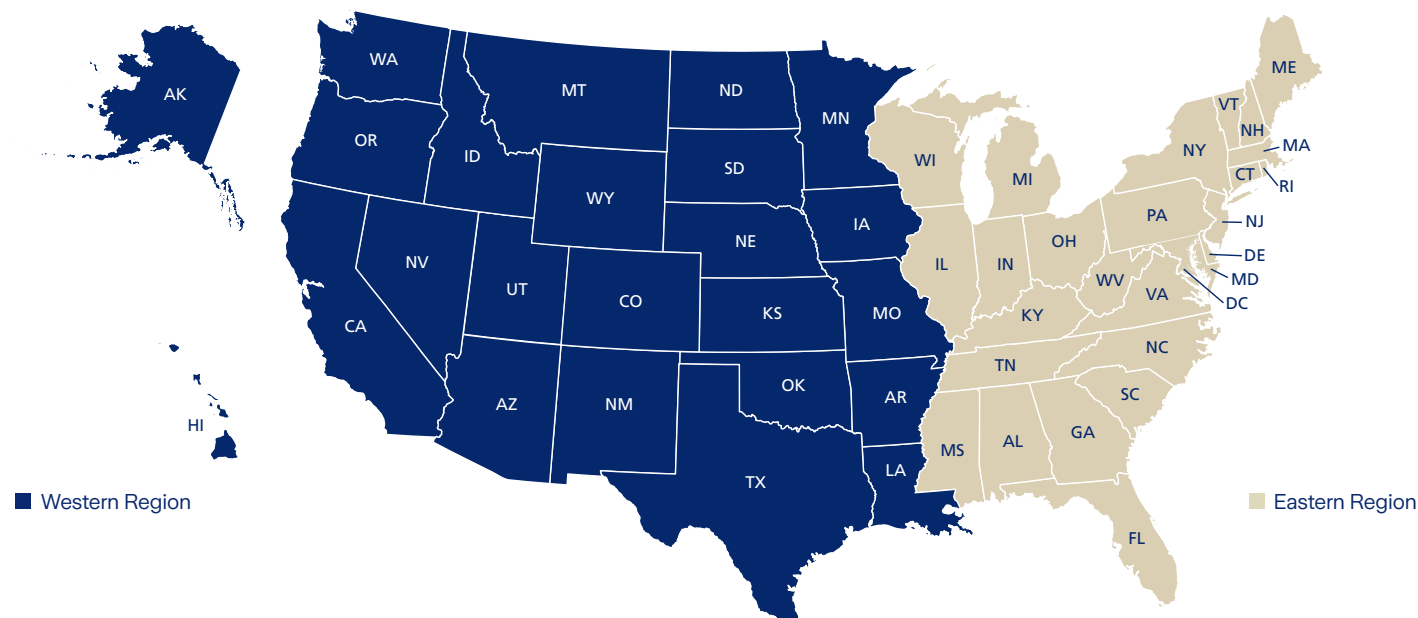 WA
AK
MT
ND
MN
OR
ID
SD
WY
NE
IA
NV
UT
CO
KS
MO
CA
AZ
NM
OK
AR
TX
LA
HI
Western Region
ME
VT
NH
MA
NY
CT
RI
WI
MI
PA
NJ
OH
DE
IL
IN
WV
MD
VA
DC
KY
NC
TN
SC
MS
AL
GA
FL
Eastern Region